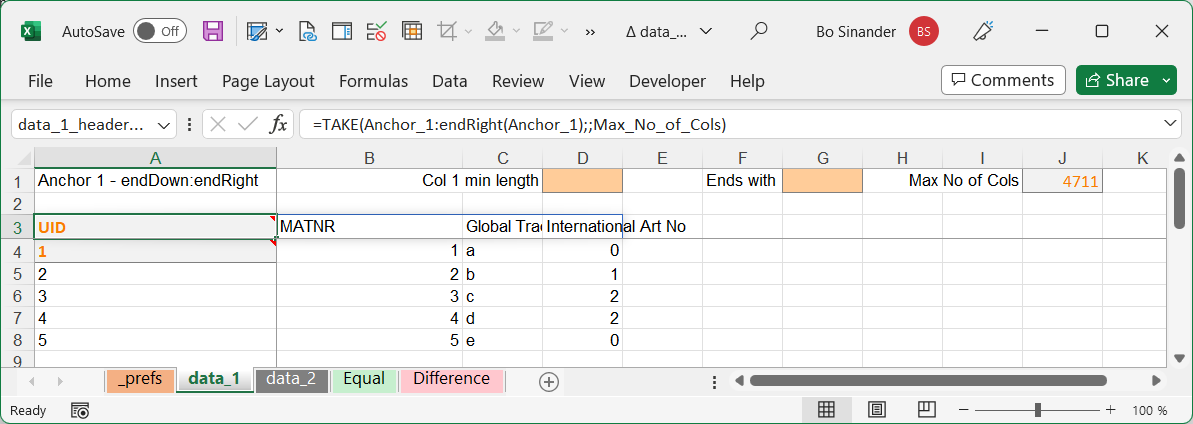 AutoSave Off Δ data_... Bo Sinander BS
File Home Insert Page Layout Formulas Data Review View Developer Help Comments Share
data_1_header... fx =TAKE(Anchor_1:endRight(Anchor_1);;Max_No_of_Cols)
A B C D E F G H I J K
1 Anchor 1 - endDown:endRight Col 1 min length Ends with Max No of Cols 4711
2
3 UID MATNR Global Tra International Art No
4 1 1 a 0
5 2 2 b 1
6 3 3 c 2
7 4 4 d 2
8 5 5 e 0
9
_prefs data_1 data_2 Equal Difference
Ready 100 %